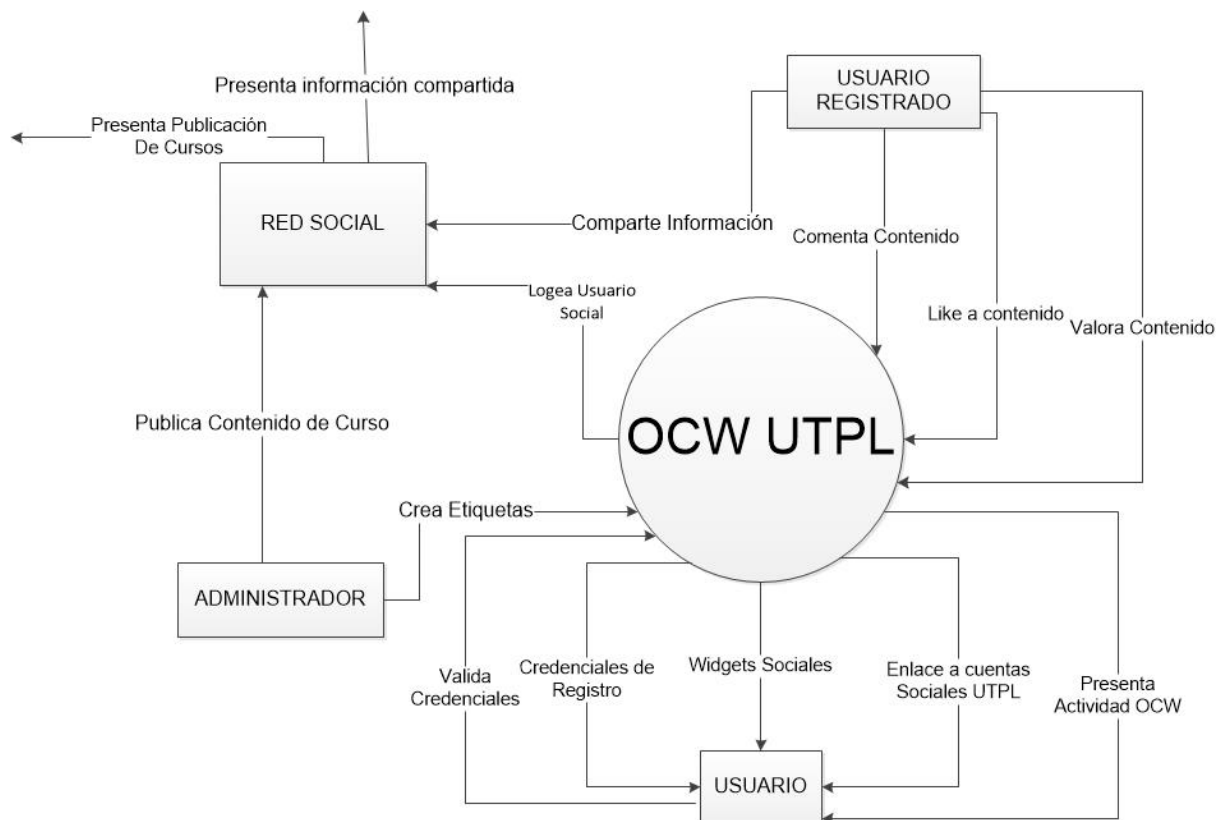 Presenta información compartida
Presenta Publicación
De Cursos
USUARIO
REGISTRADO
RED SOCIAL
Comparte Información
Comenta Contenido
Logea Usuario
Social
Like a contenido
Valora Contenido
OCW UTPL
Publica Contenido de Curso
Crea Etiquetas
ADMINISTRADOR
Valida
Credenciales
Credenciales de
Registro
Widgets Sociales
Enlace a cuentas
Sociales UTPL
Presenta
Actividad OCW
USUARIO